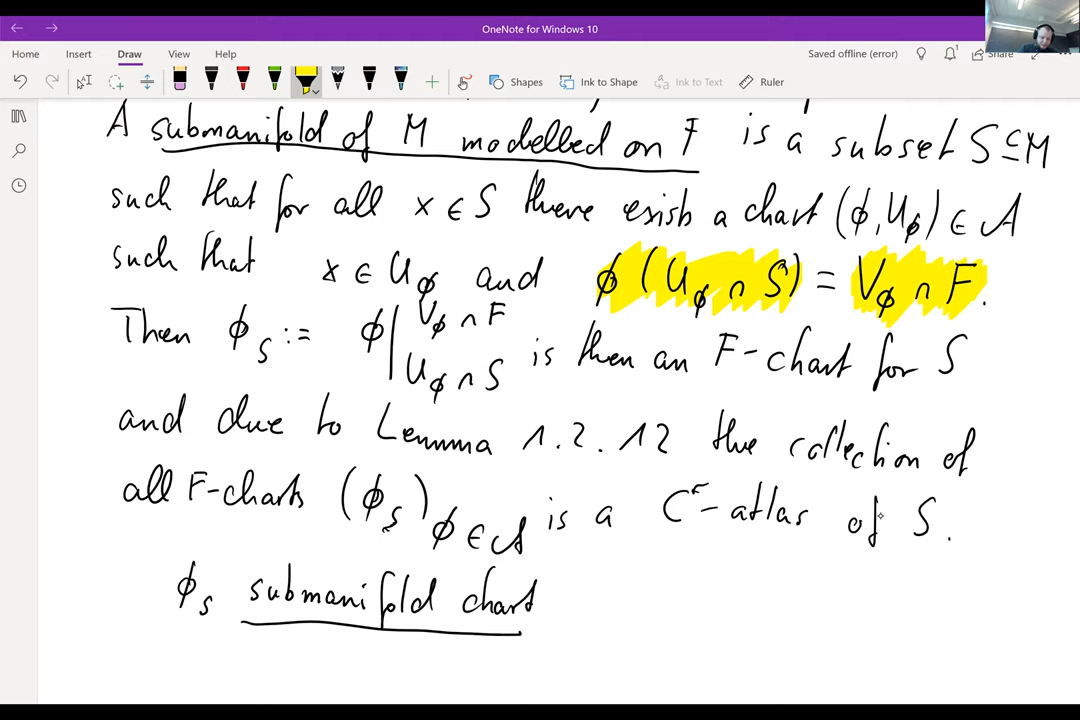 OneNote for Windows 10
Home Insert Draw View Help Saved offline (error) Share
Shapes Ink to Shape Ink to Text Ruler
A submanifold of M modelled on F is a subset S ⊆ M
such that for all x ∈ S there exists a chart (ϕ, U_ϕ) ∈ 𝒜
such that x ∈ U_ϕ and ϕ(U_ϕ ∩ S) = V_ϕ ∩ F.
Then ϕ_S := ϕ|_{U_ϕ ∩ S}^{V_ϕ ∩ F} is then an F-chart for S
and due to Lemma 1.2.12 the collection of
all F-charts (ϕ_S)_{ϕ ∈ 𝒜} is a C^r-atlas of S.
ϕ_S submanifold chart